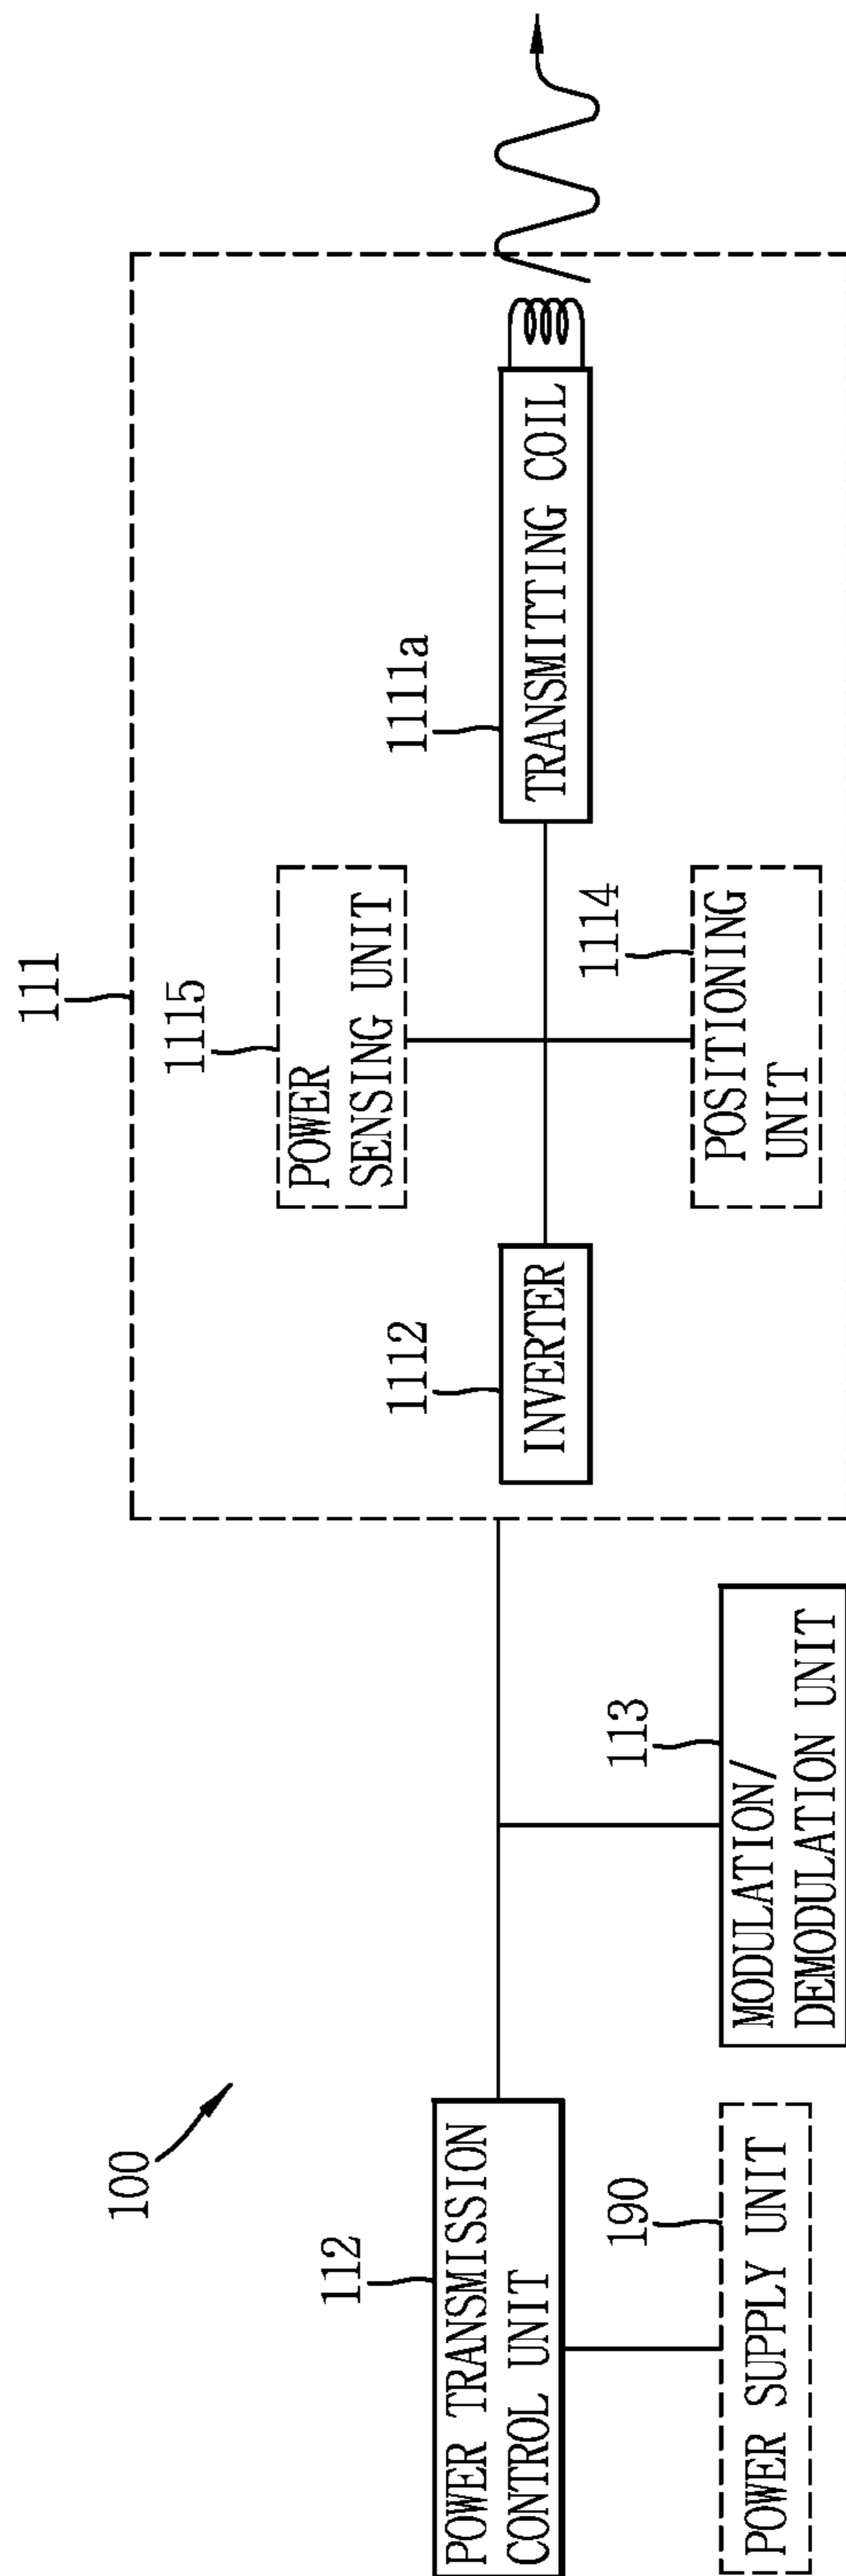 100
112
POWER TRANSMISSION
CONTROL UNIT
190
POWER SUPPLY UNIT
113
MODULATION/
DEMODULATION UNIT
111
1112
INVERTER
1115
POWER
SENSING UNIT
1114
POSITIONING
UNIT
1111a
TRANSMITTING COIL